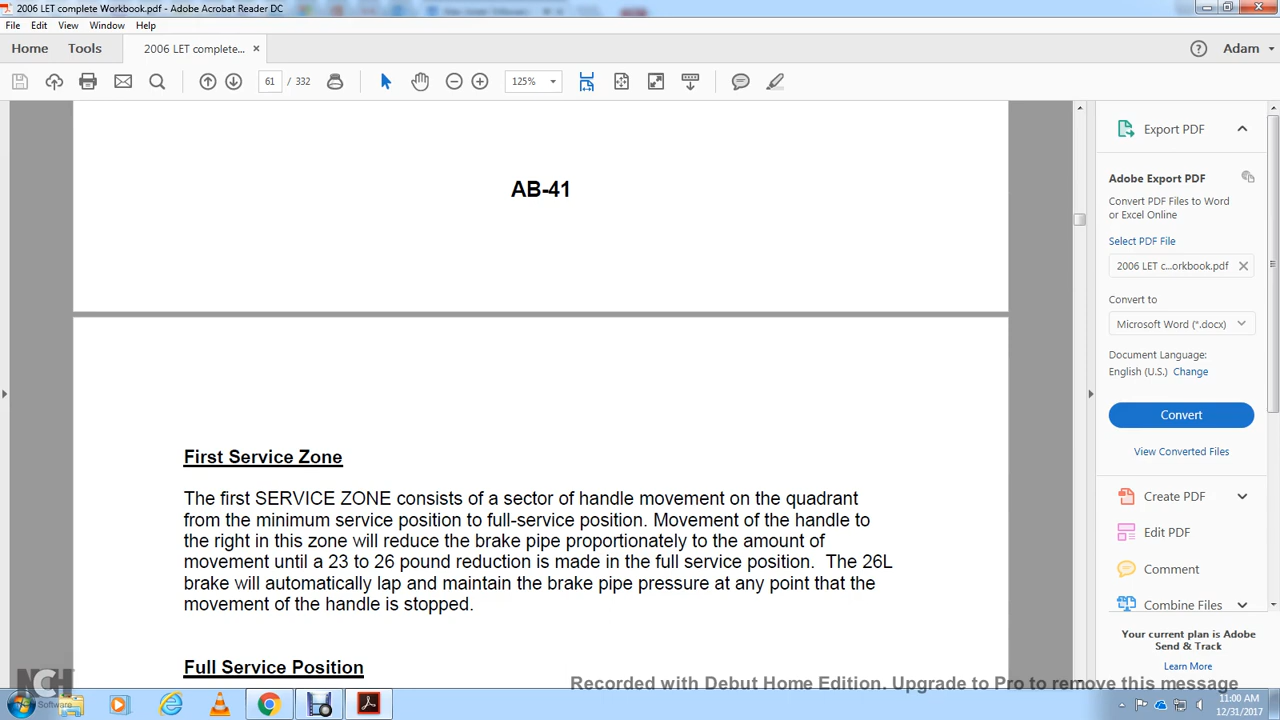 2006 LET complete Workbook.pdf - Adobe Acrobat Reader DC
File Edit View Window Help
Home Tools 2006 LET complete... × Adam
61 / 332 125%
AB-41
First Service Zone
The first SERVICE ZONE consists of a sector of handle movement on the quadrant
from the minimum service position to full-service position. Movement of the handle to
the right in this zone will reduce the brake pipe proportionately to the amount of
movement until a 23 to 26 pound reduction is made in the full service position. The 26L
brake will automatically lap and maintain the brake pipe pressure at any point that the
movement of the handle is stopped.
Full Service Position
Export PDF
Adobe Export PDF
Convert PDF Files to Word
or Excel Online
Select PDF File
2006 LET c...orkbook.pdf
Convert to
Microsoft Word (*.docx)
Document Language:
English (U.S.) Change
Convert
View Converted Files
Create PDF
Edit PDF
Comment
Combine Files
Your current plan is Adobe
Send & Track
Learn More
NCH Software
Recorded with Debut Home Edition. Upgrade to Pro to remove this message
11:00 AM
12/31/2017